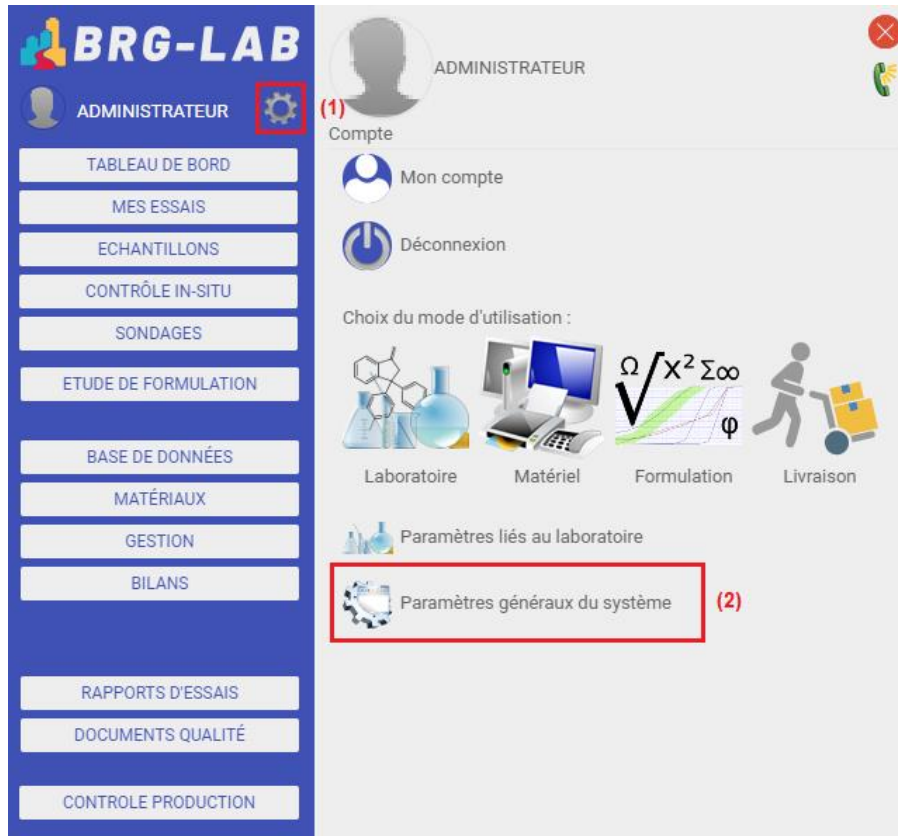 BRG-LAB
ADMINISTRATEUR
(1)
TABLEAU DE BORD
MES ESSAIS
ECHANTILLONS
CONTRÔLE IN-SITU
SONDAGES
ETUDE DE FORMULATION
BASE DE DONNÉES
MATÉRIAUX
GESTION
BILANS
RAPPORTS D'ESSAIS
DOCUMENTS QUALITÉ
CONTROLE PRODUCTION
ADMINISTRATEUR
Compte
Mon compte
Déconnexion
Choix du mode d'utilisation :
Ω √x² Σ∞
φ
Laboratoire Matériel Formulation Livraison
Paramètres liés au laboratoire
Paramètres généraux du système (2)